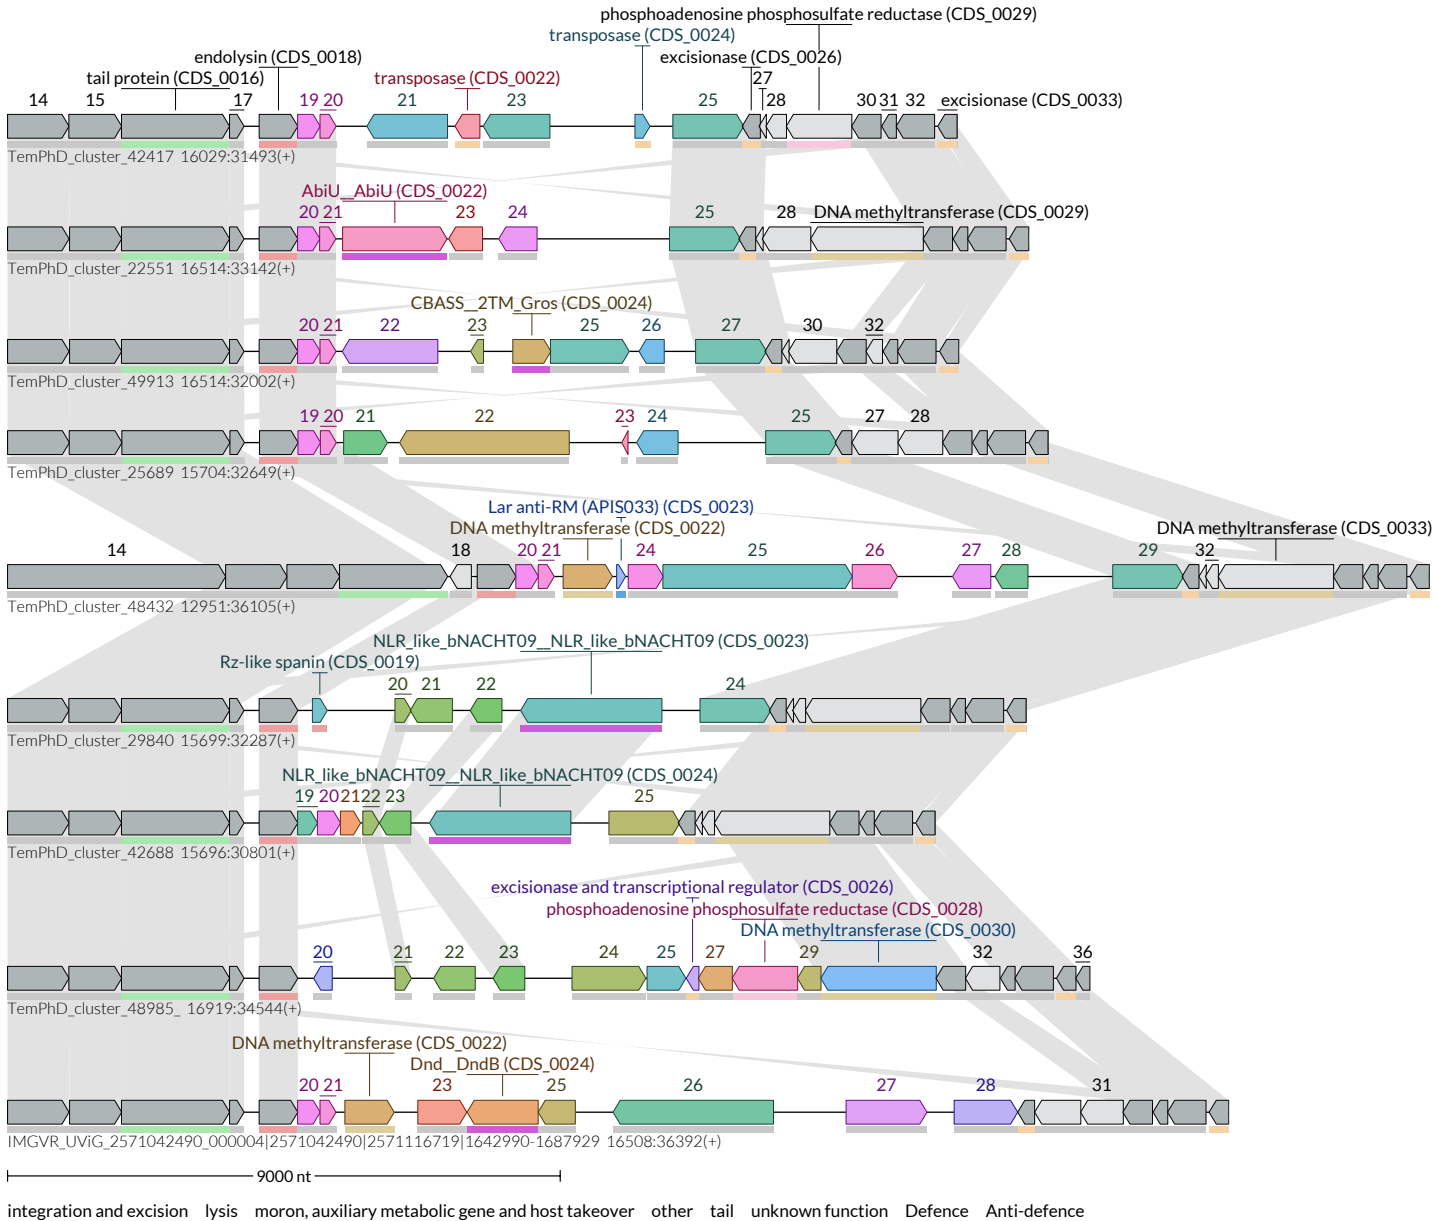 phosphoadenosine phosphosulfate reductase (CDS_0029)
transposase (CDS_0024)
endolysin (CDS_0018) excisionase (CDS_0026)
tail protein (CDS_0016) transposase (CDS_0022) 27
14 15 17 19 20 21 23 25 28 30 31 32 excisionase (CDS_0033)
TemPhD_cluster_42417 16029:31493(+)
AbiU__AbiU (CDS_0022)
20 21 23 24 25 28 DNA methyltransferase (CDS_0029)
TemPhD_cluster_22551 16514:33142(+)
CBASS__2TM_Gros (CDS_0024)
20 21 22 23 25 26 27 30 32
TemPhD_cluster_49913 16514:32002(+)
19 20 21 22 23 24 25 27 28
TemPhD_cluster_25689 15704:32649(+)
Lar anti-RM (APIS033) (CDS_0023)
DNA methyltransferase (CDS_0022) DNA methyltransferase (CDS_0033)
14 18 20 21 24 25 26 27 28 29 32
TemPhD_cluster_48432 12951:36105(+)
NLR_like_bNACHT09__NLR_like_bNACHT09 (CDS_0023)
Rz-like spanin (CDS_0019)
20 21 22 24
TemPhD_cluster_29840 15699:32287(+)
NLR_like_bNACHT09__NLR_like_bNACHT09 (CDS_0024)
19 20 21 22 23 25
TemPhD_cluster_42688 15696:30801(+)
excisionase and transcriptional regulator (CDS_0026)
phosphoadenosine phosphosulfate reductase (CDS_0028)
DNA methyltransferase (CDS_0030)
20 21 22 23 24 25 27 29 32 36
TemPhD_cluster_48985_ 16919:34544(+)
DNA methyltransferase (CDS_0022)
Dnd__DndB (CDS_0024)
20 21 23 25 26 27 28 31
IMGVR_UViG_2571042490_000004|2571042490|2571116719|1642990-1687929 16508:36392(+)
9000 nt
integration and excision lysis moron, auxiliary metabolic gene and host takeover other tail unknown function Defence Anti-defence